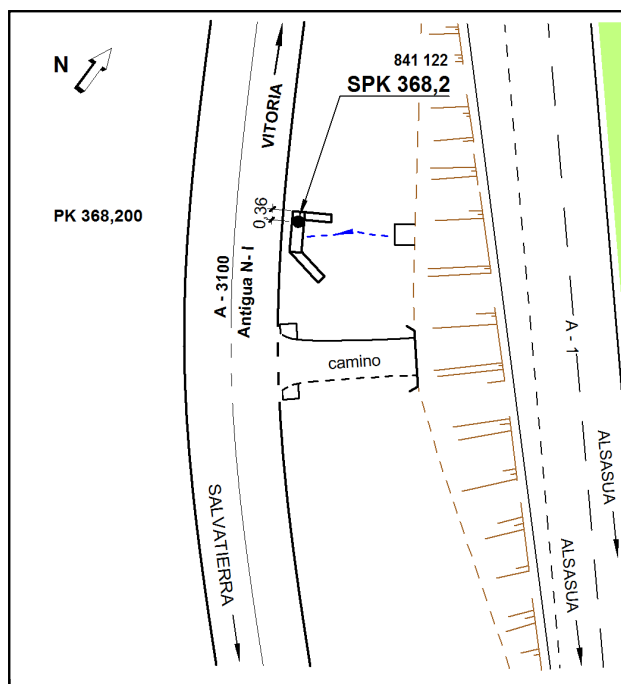 N
841 122
SPK 368,2
VITORIA
PK 368,200
0,36
A - 3100
Antigua N- I
camino
A - 1
SALVATIERRA
ALSASUA
ALSASUA